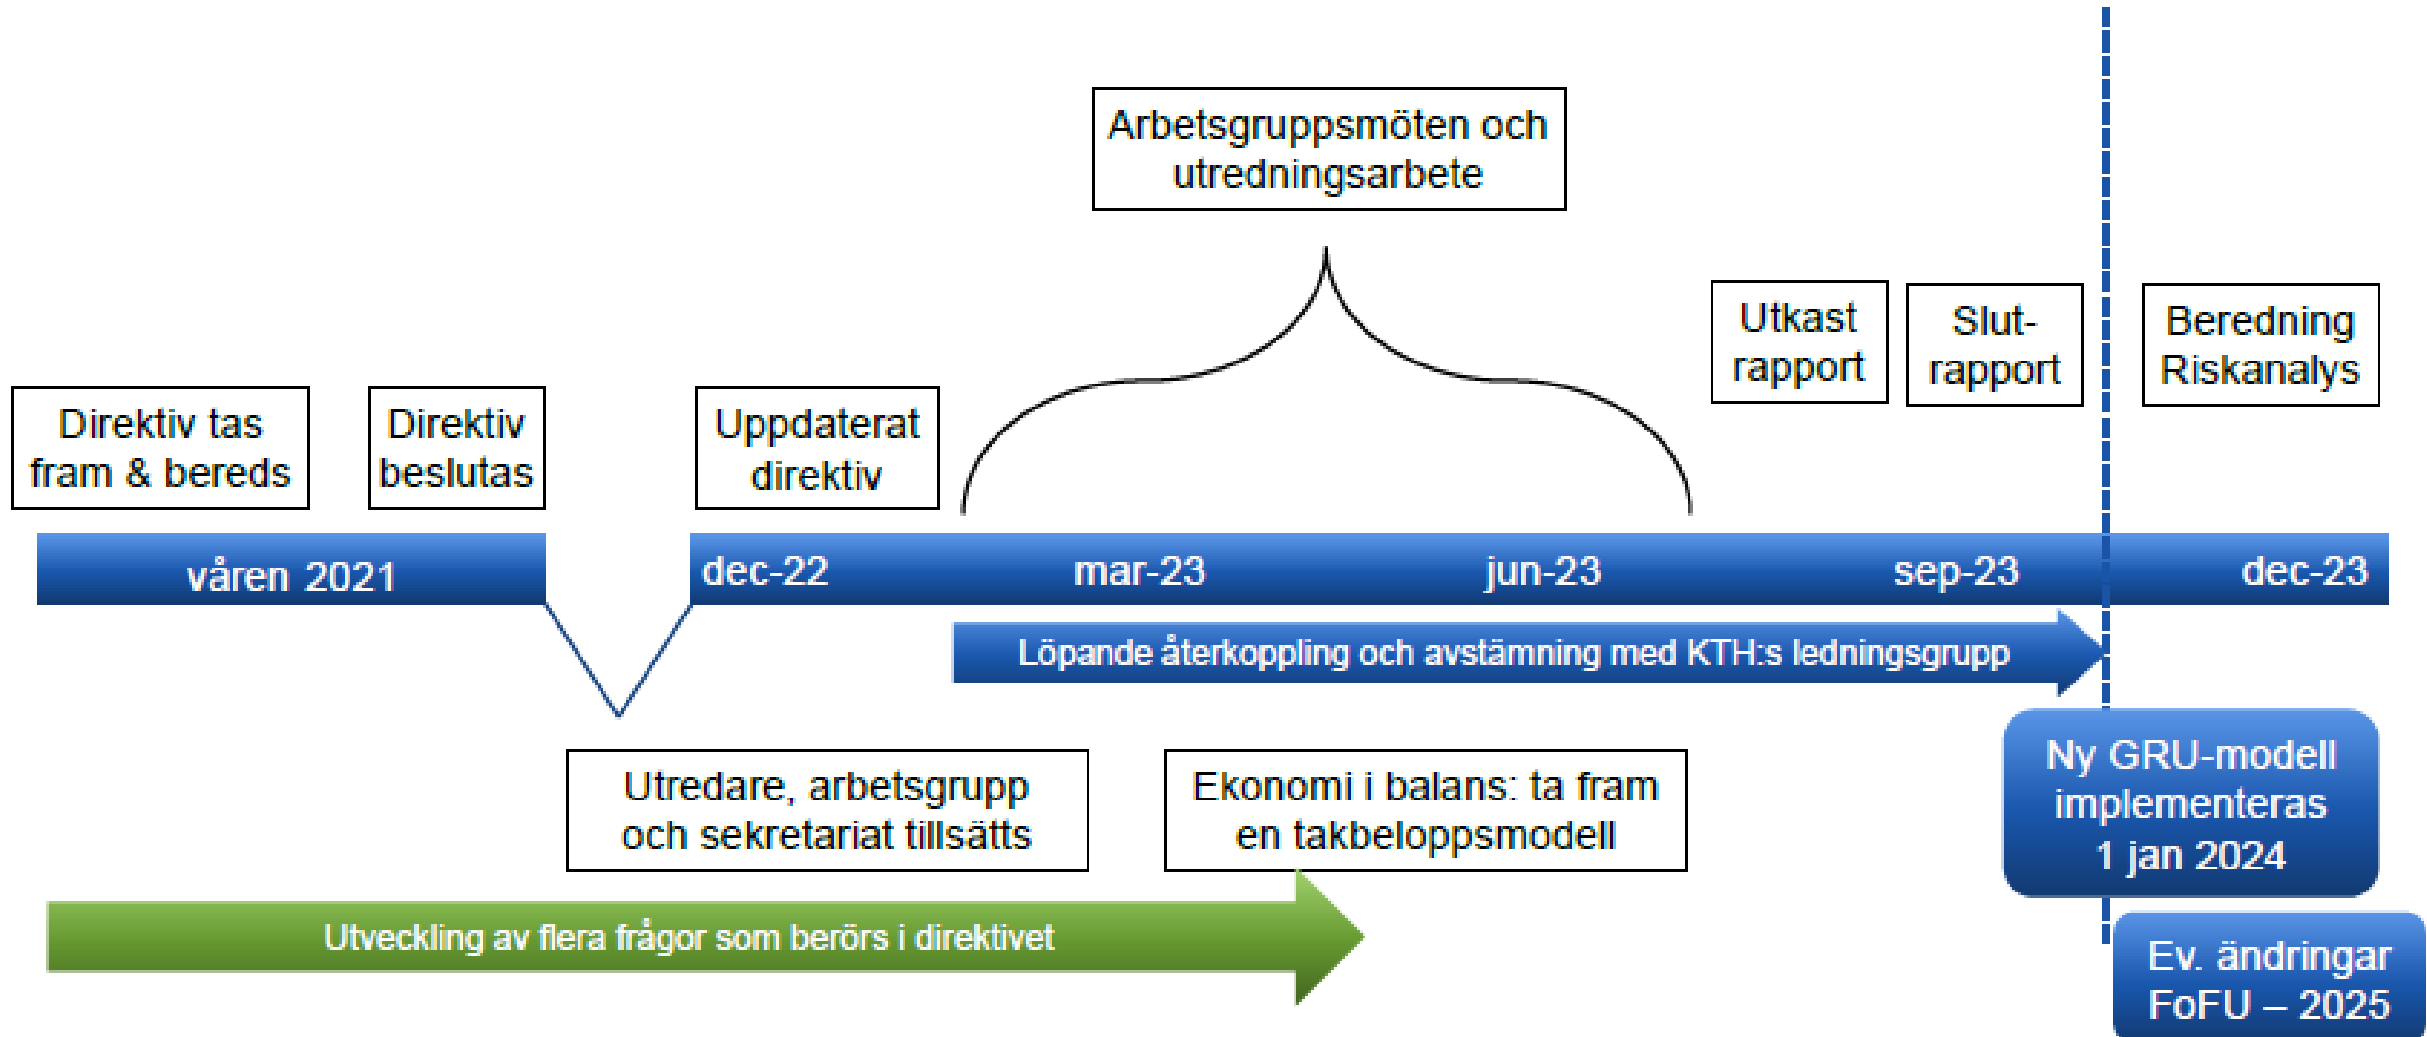 Arbetsgruppsmöten och
utredningsarbete
Utkast
rapport
Slut-
rapport
Beredning
Riskanalys
Direktiv tas
fram & bereds
Direktiv
beslutas
Uppdaterat
direktiv
våren 2021
dec-22
mar-23
jun-23
sep-23
dec-23
Löpande återkoppling och avstämning med KTH:s ledningsgrupp
Utredare, arbetsgrupp
och sekretariat tillsätts
Ekonomi i balans: ta fram
en takbeloppsmodell
Ny GRU-modell
implementeras
1 jan 2024
Utveckling av flera frågor som berörs i direktivet
Ev. ändringar
FoFU – 2025